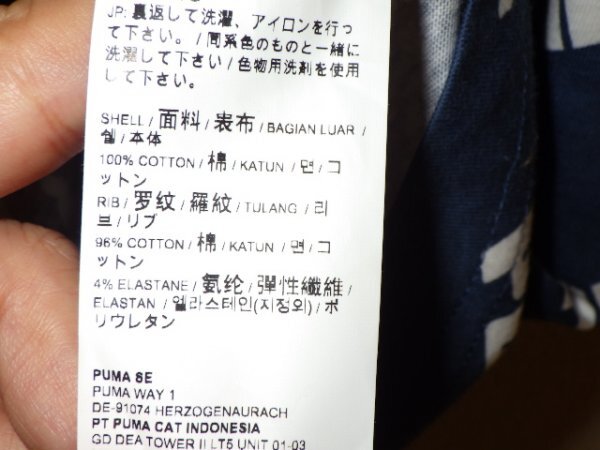 JP: 裏返して洗濯、アイロンを行っ
て下さい。 / 同系色のものと一緒に
洗濯して下さい / 色物用洗剤を使用
して下さい。
SHELL / 面料 / 表布 / BAGIAN LUAR /
쉘 / 本体
100% COTTON / 棉 / KATUN / 면 / コ
ットン
RIB / 罗纹 / 羅紋 / TULANG / 리
브 / リブ
96% COTTON / 棉 / KATUN / 면 / コ
ットン
4% ELASTANE / 氨纶 / 彈性纖維 /
ELASTAN / 엘라스테인(지정외) / ポ
リウレタン
PUMA SE
PUMA WAY 1
DE-91074 HERZOGENAURACH
PT PUMA CAT INDONESIA
GD DEA TOWER II LT5 UNIT 01-03